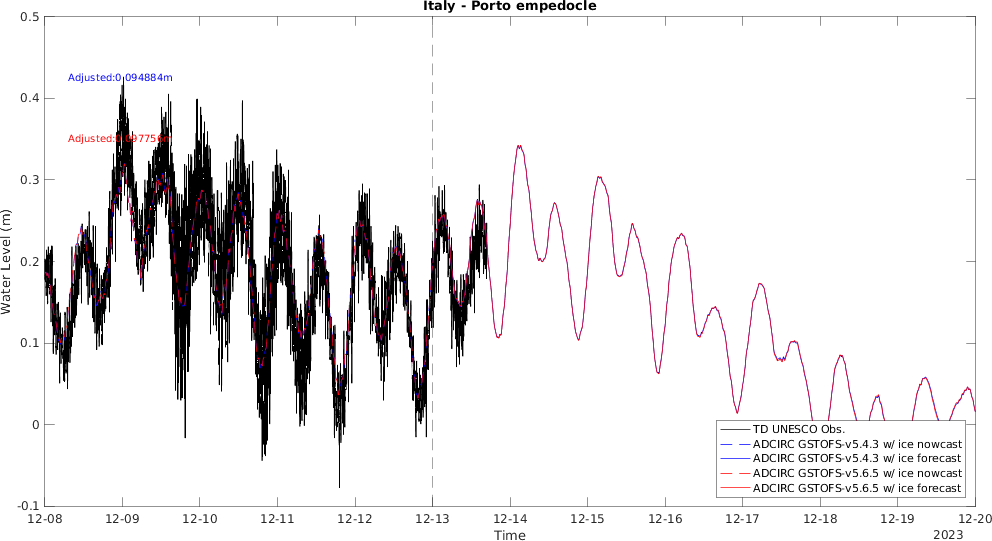 Italy - Porto empedocle
0.5
0.4
0.3
0.2
0.1
0
-0.1
Water Level (m)
Adjusted:0.094884m
Adjusted:0.097756m
12-08 12-09 12-10 12-11 12-12 12-13 12-14 12-15 12-16 12-17 12-18 12-19 12-20
Time
2023
TD UNESCO Obs.
ADCIRC GSTOFS-v5.4.3 w/ ice nowcast
ADCIRC GSTOFS-v5.4.3 w/ ice forecast
ADCIRC GSTOFS-v5.6.5 w/ ice nowcast
ADCIRC GSTOFS-v5.6.5 w/ ice forecast